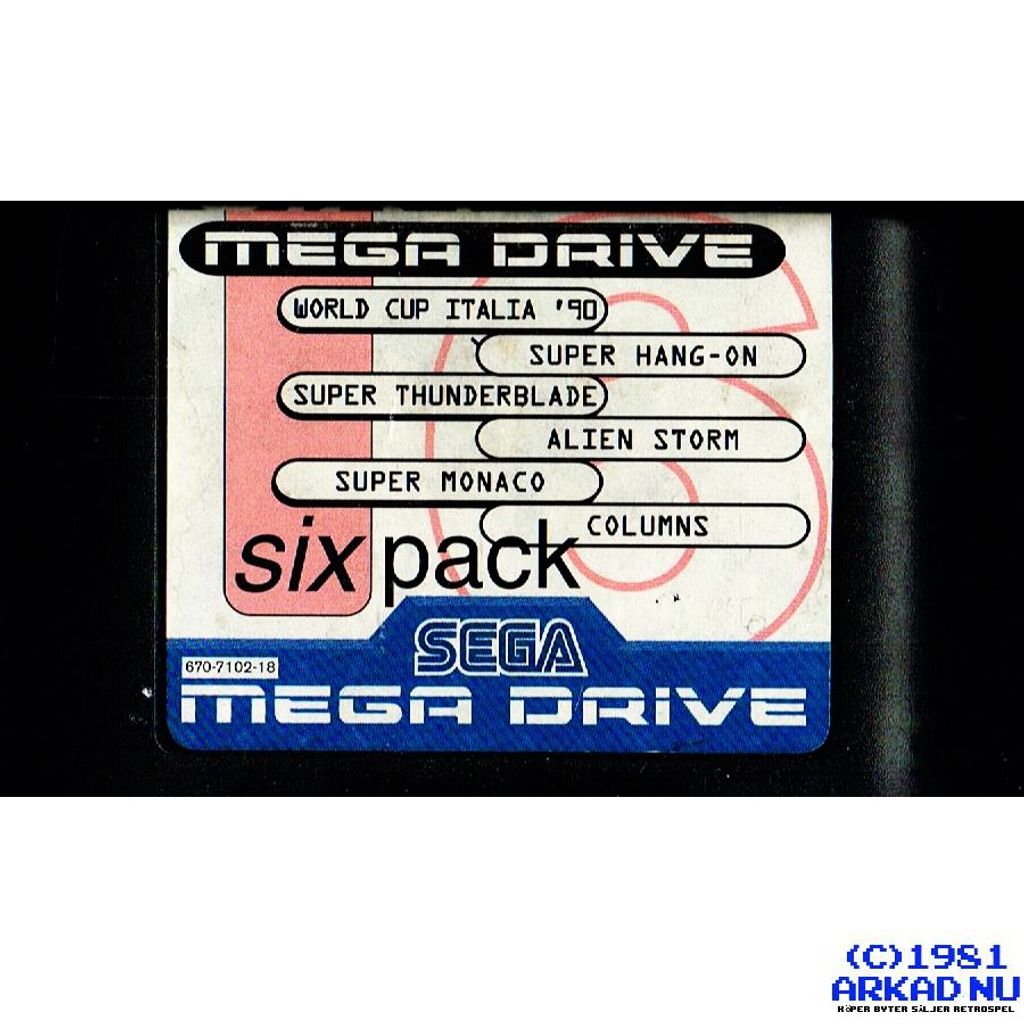 MEGA DRIVE
WORLD CUP ITALIA '90
SUPER HANG-ON
SUPER THUNDERBLADE
ALIEN STORM
SUPER MONACO
COLUMNS
six pack
SEGA
670-7102-18
MEGA DRIVE
(C)1981
ARKAD NU
KÖPER BYTER SÄLJER RETROSPEL